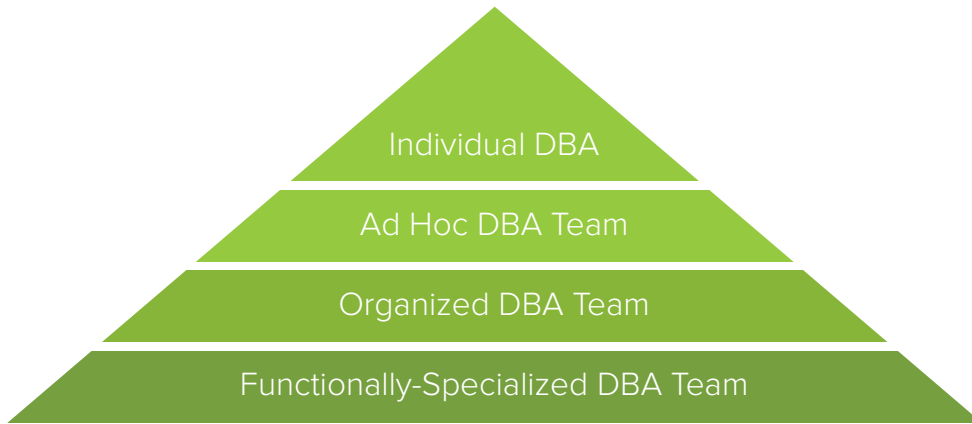 Individual DBA
Ad Hoc DBA Team
Organized DBA Team
Functionally-Specialized DBA Team